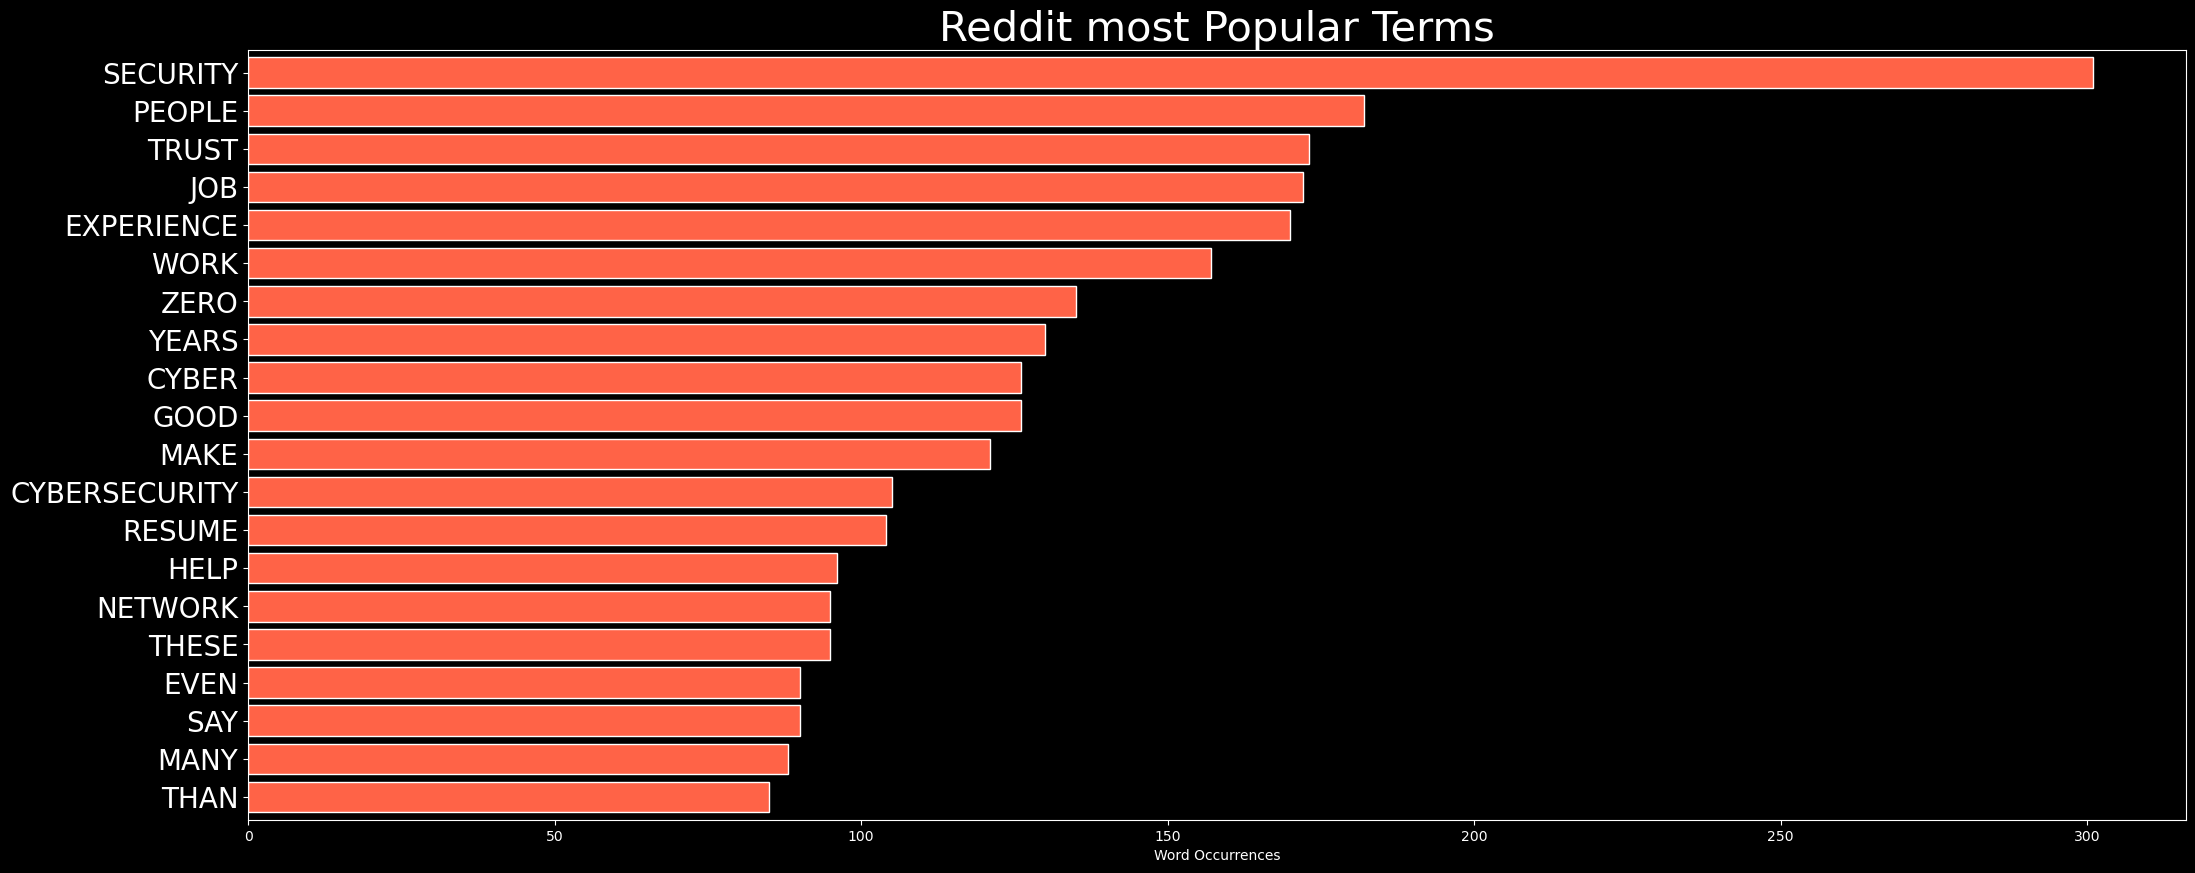 Reddit most Popular Terms
SECURITY
PEOPLE
TRUST
JOB
EXPERIENCE
WORK
ZERO
YEARS
CYBER
GOOD
MAKE
CYBERSECURITY
RESUME
HELP
NETWORK
THESE
EVEN
SAY
MANY
THAN
0 50 100 150 200 250 300
Word Occurrences